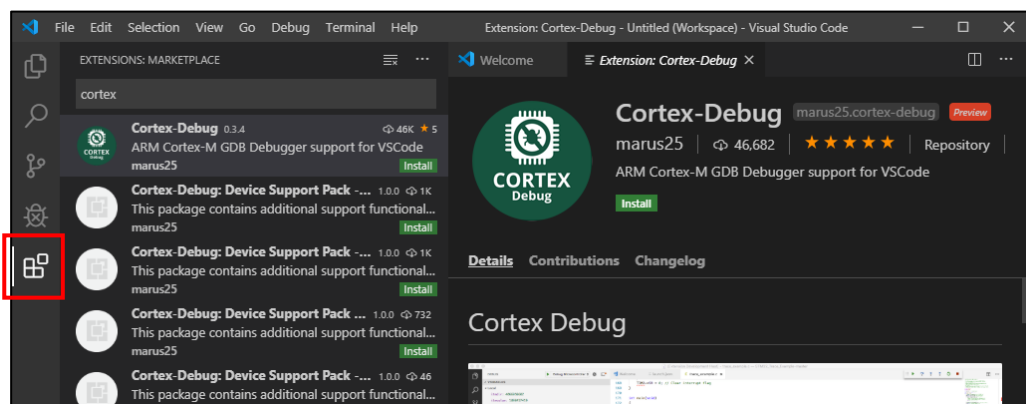 File Edit Selection View Go Debug Terminal Help Extension: Cortex-Debug - Untitled (Workspace) - Visual Studio Code
EXTENSIONS: MARKETPLACE
cortex
Cortex-Debug 0.3.4 46K ★ 5
ARM Cortex-M GDB Debugger support for VSCode
marus25 Install
Cortex-Debug: Device Support Pack -... 1.0.0 1K
This package contains additional support functional...
marus25 Install
Cortex-Debug: Device Support Pack -... 1.0.0 1K
This package contains additional support functional...
marus25 Install
Cortex-Debug: Device Support Pack ... 1.0.0 732
This package contains additional support functional...
marus25 Install
Cortex-Debug: Device Support Pack -... 1.0.0 46
This package contains additional support functional...
CORTEX
Debug
Welcome Extension: Cortex-Debug
CORTEX
Debug
Cortex-Debug marus25.cortex-debug Preview
marus25 46,682 ★★★★★ Repository
ARM Cortex-M GDB Debugger support for VSCode
Install
Details Contributions Changelog
Cortex Debug